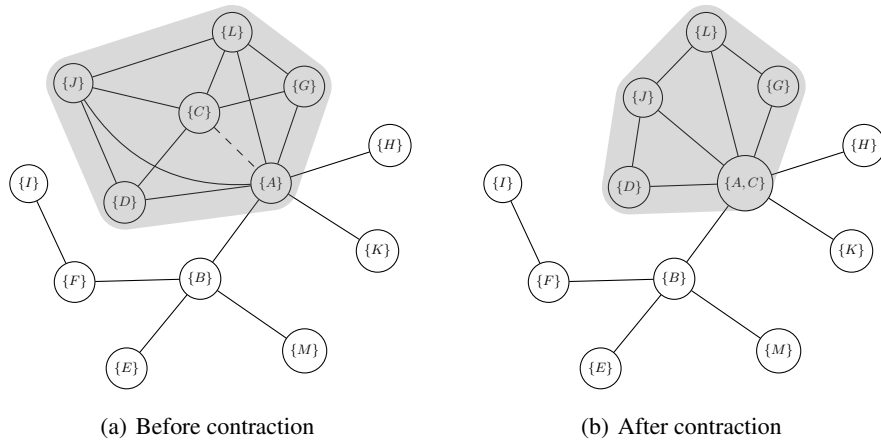 {L}
{J}
{G}
{C}
{H}
{I}
{A}
{D}
{K}
{F}
{B}
{M}
{E}
(a) Before contraction
{L}
{G}
{J}
{H}
{I}
{D}
{A, C}
{K}
{F}
{B}
{M}
{E}
(b) After contraction